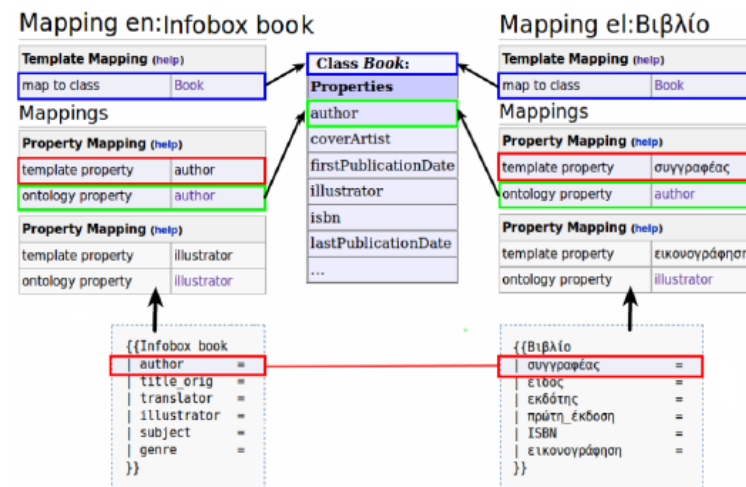 Mapping en:Infobox book
Template Mapping (help)
map to class Book
Mappings
Property Mapping (help)
template property author
ontology property author
Property Mapping (help)
template property illustrator
ontology property illustrator
{{Infobox book
| author =
| title_orig =
| translator =
| illustrator =
| subject =
| genre =
}}
Class Book:
Properties
author
coverArtist
firstPublicationDate
illustrator
isbn
lastPublicationDate
...
Mapping el:Βιβλίο
Template Mapping (help)
map to class Book
Mappings
Property Mapping (help)
template property συγγραφέας
ontology property author
Property Mapping (help)
template property εικονογράφηση
ontology property illustrator
{{Βιβλίο
| συγγραφέας =
| είδος =
| εκδότης =
| πρώτη_έκδοση =
| ISBN =
| εικονογράφηση =
}}